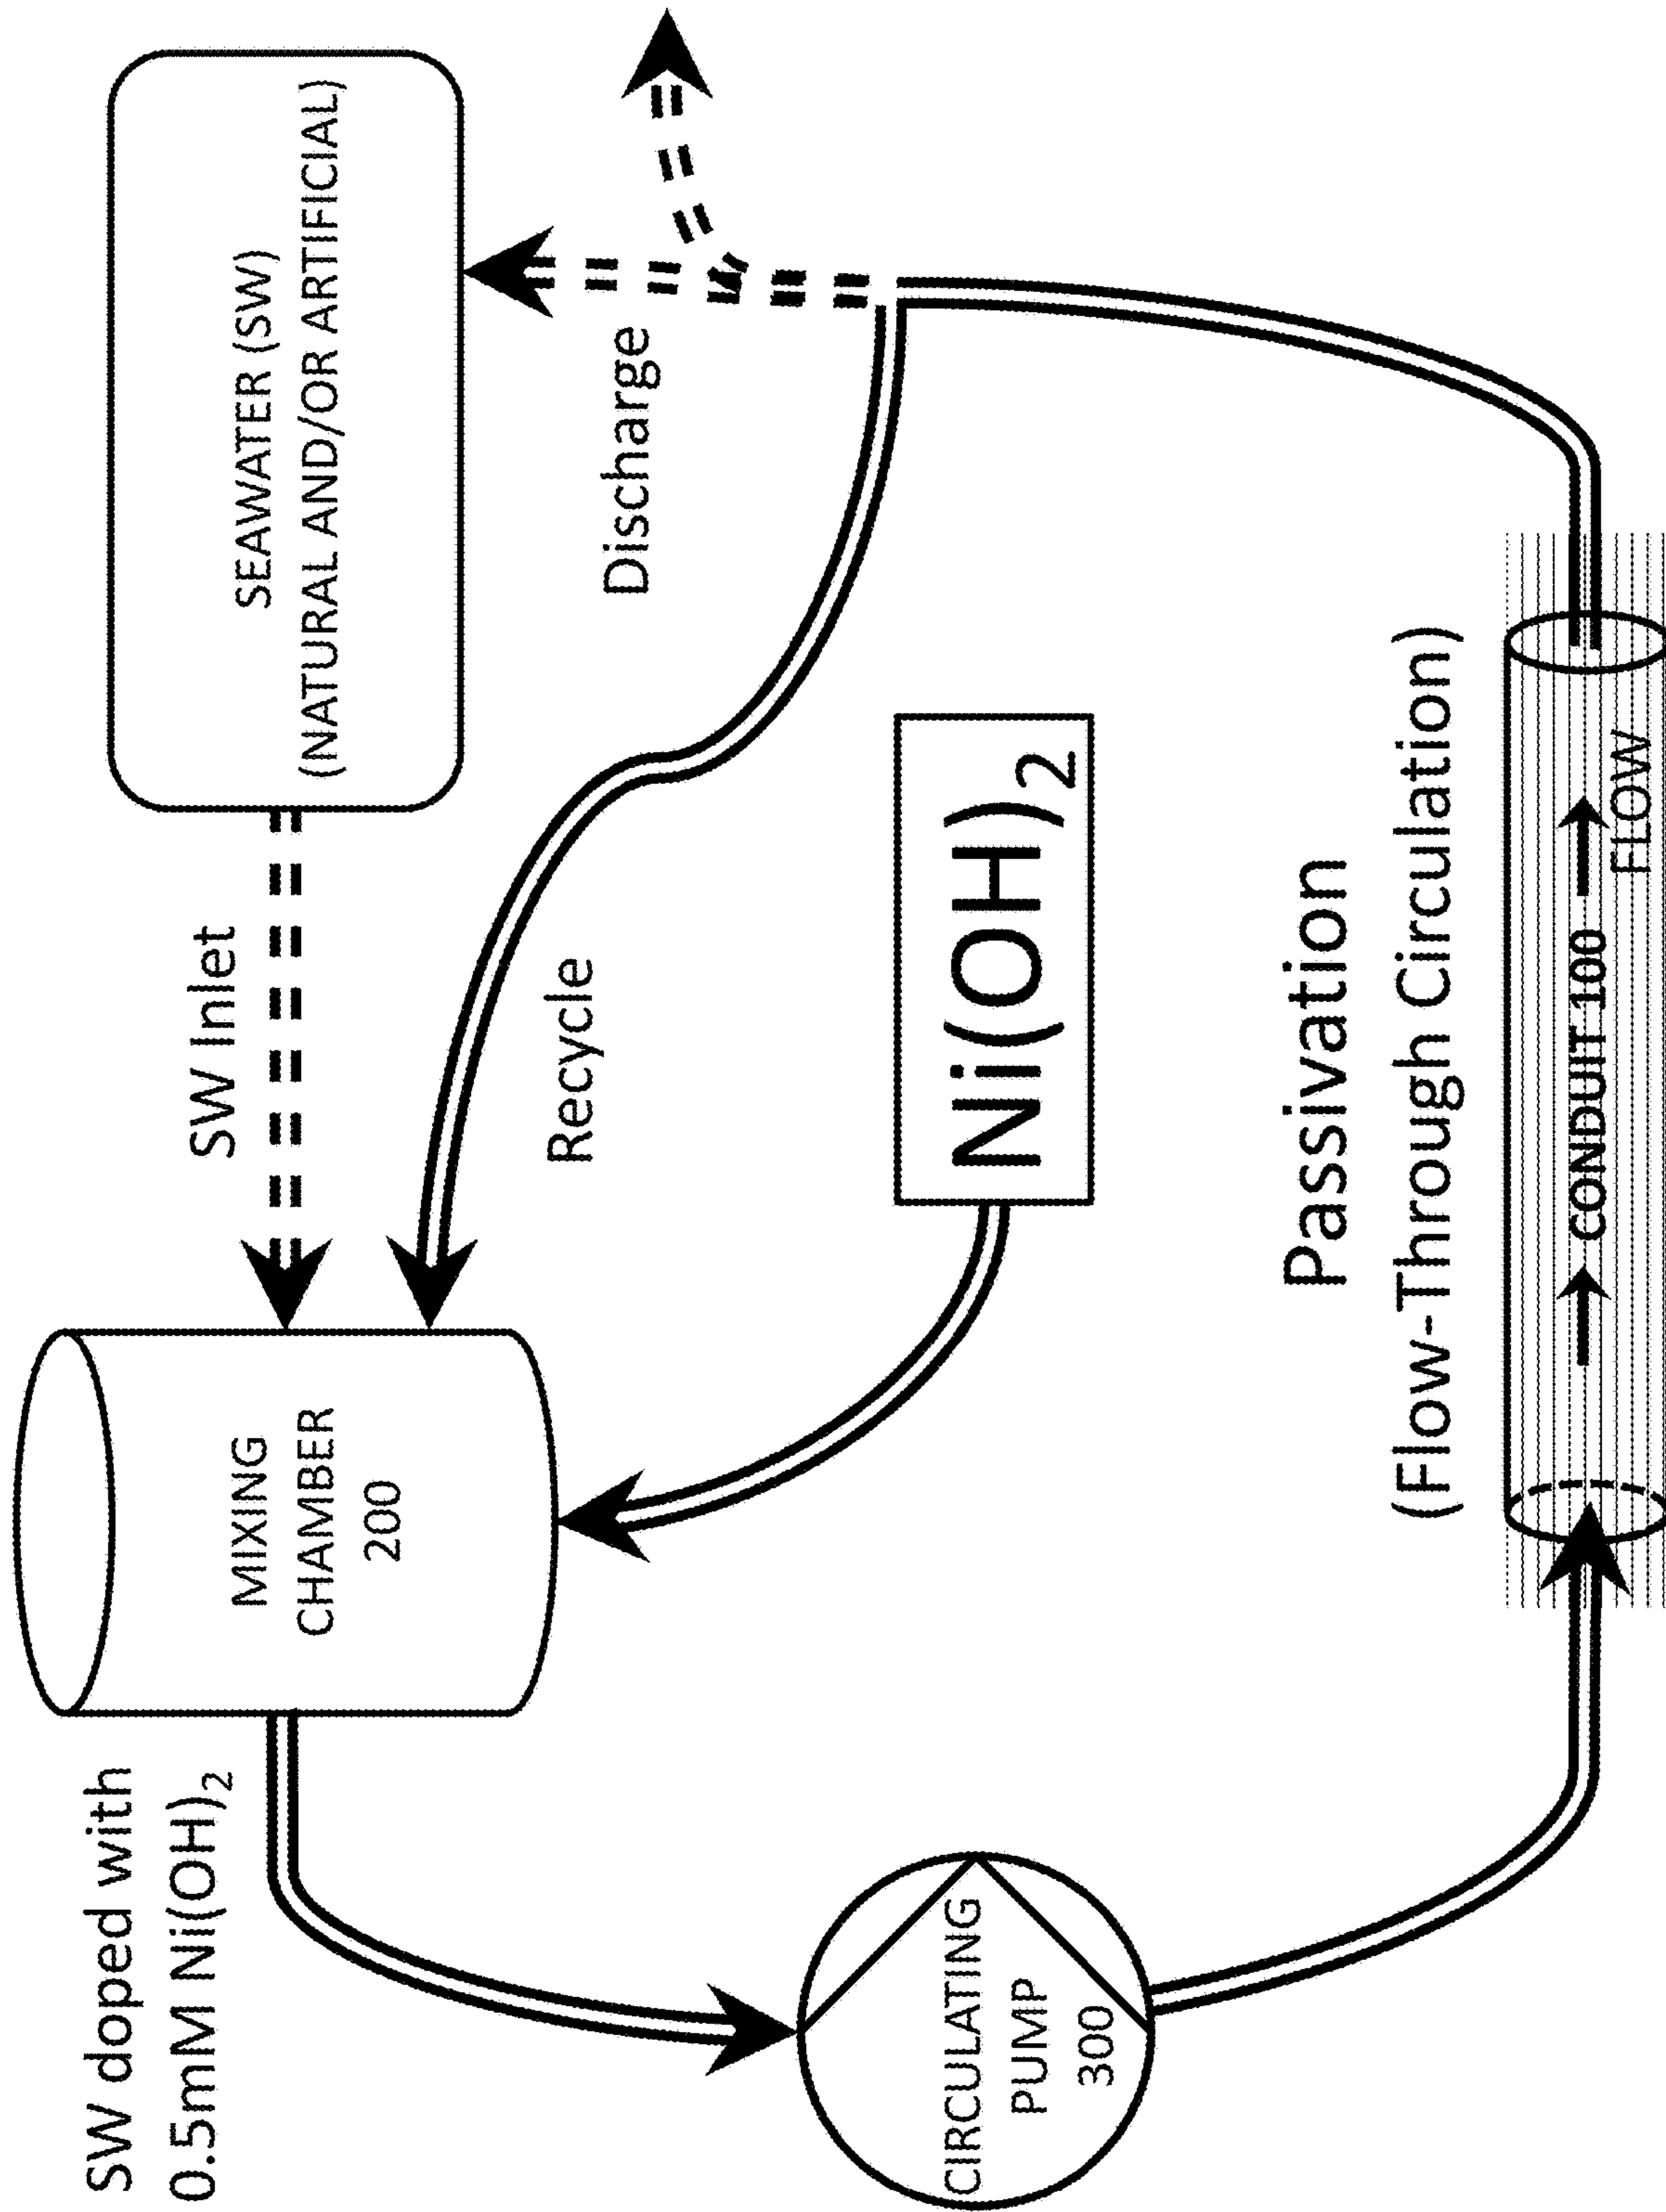 SW doped with
0.5mM Ni(OH)2
MIXING
CHAMBER
200
SW Inlet
SEAWATER (SW)
(NATURAL AND/OR ARTIFICIAL)
Recycle
Discharge
CIRCULATING
PUMP
300
Ni(OH)2
Passivation
(Flow-Through Circulation)
CONDUIT 100
FLOW